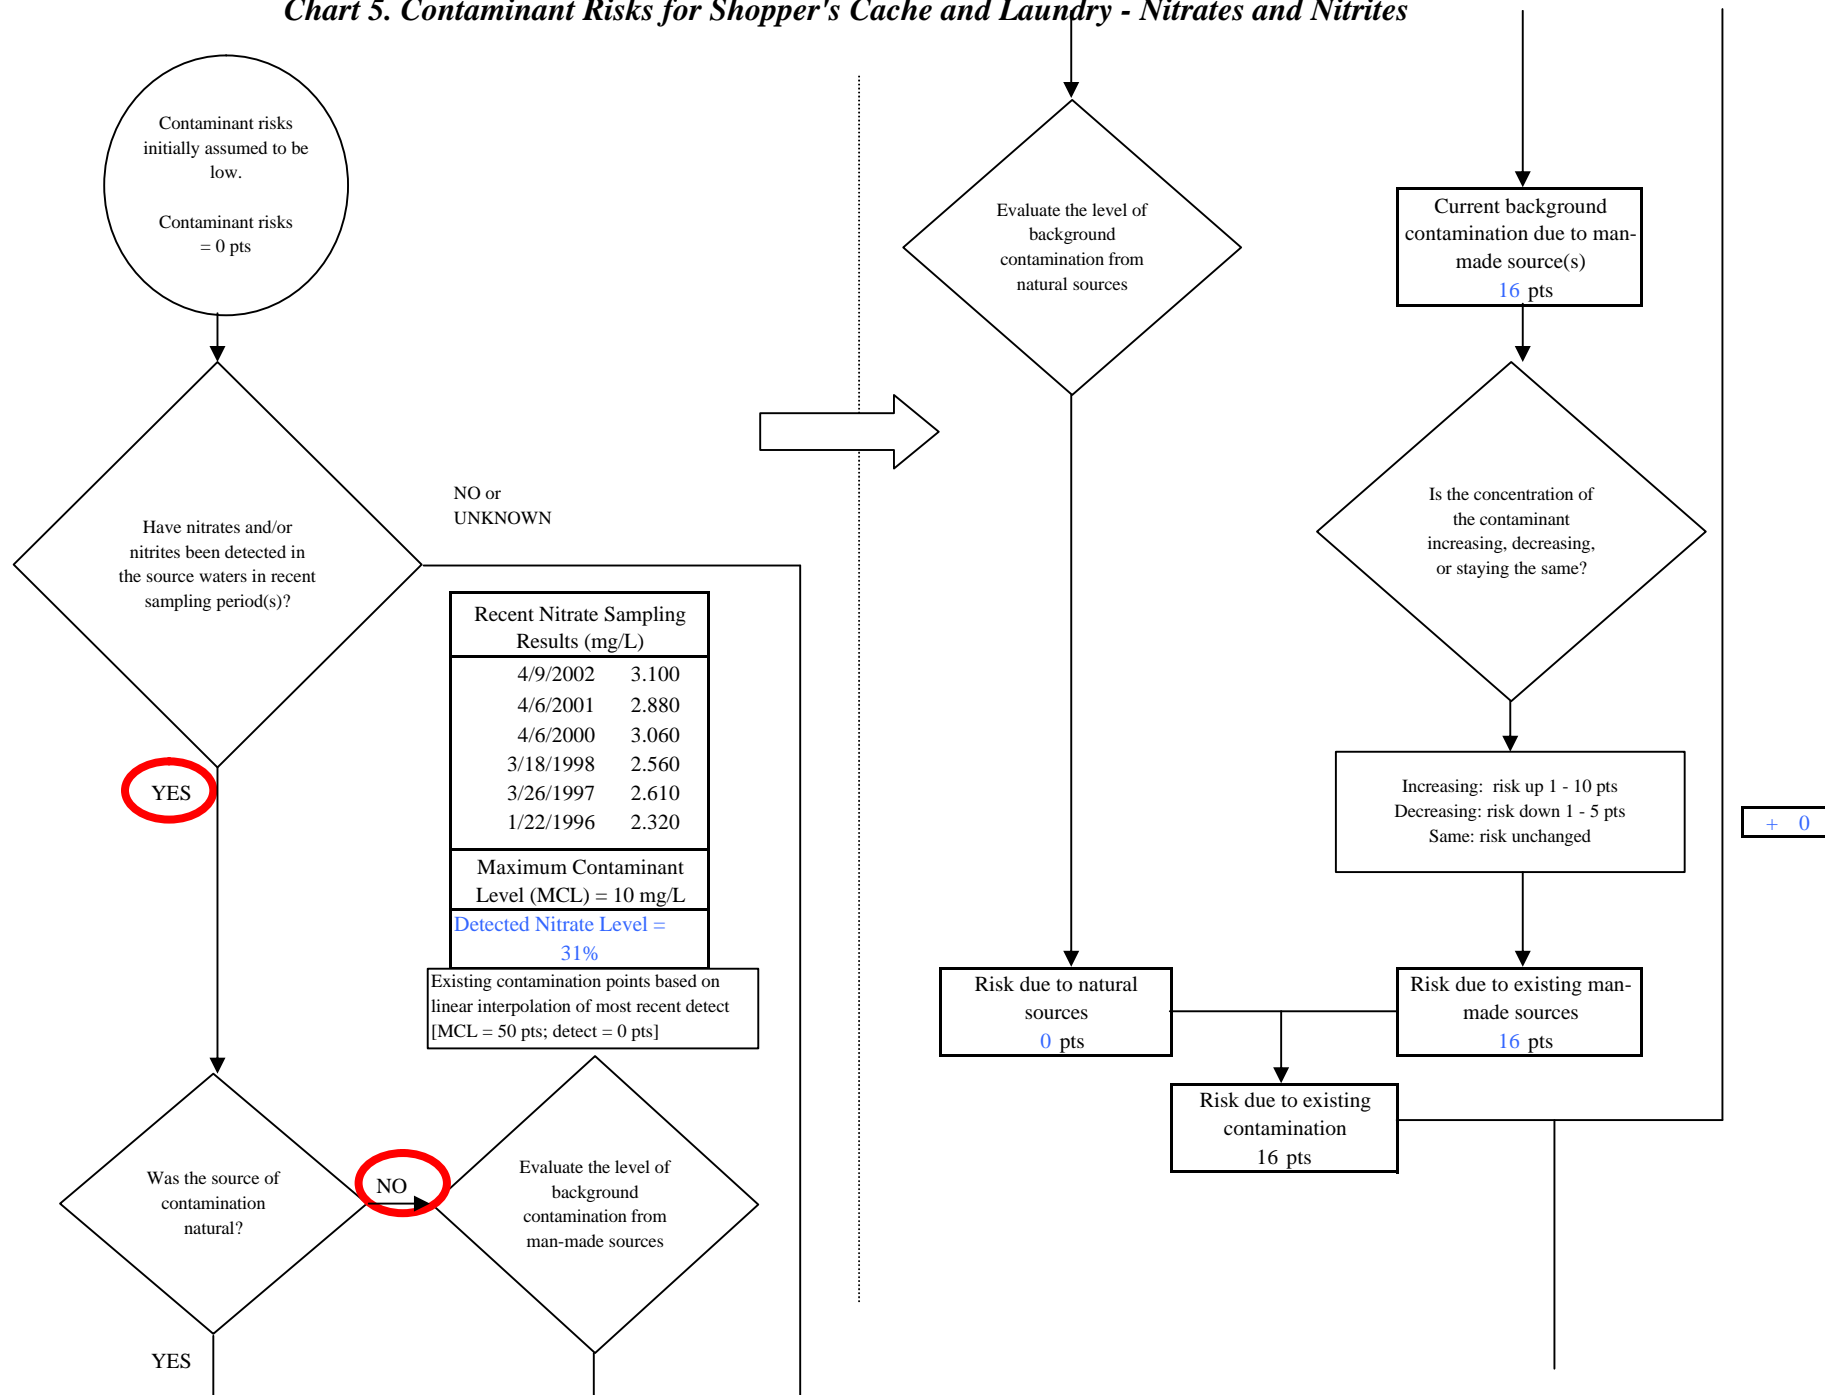 Chart 5. Contaminant Risks for Shopper's Cache and Laundry - Nitrates and Nitrites
Contaminant risks
initially assumed to be
low.
Contaminant risks
= 0 pts
Have nitrates and/or
nitrites been detected in
the source waters in recent
sampling period(s)?
NO or
UNKNOWN
YES
Recent Nitrate Sampling
Results (mg/L)
4/9/2002 3.100
4/6/2001 2.880
4/6/2000 3.060
3/18/1998 2.560
3/26/1997 2.610
1/22/1996 2.320
Maximum Contaminant
Level (MCL) = 10 mg/L
Detected Nitrate Level =
31%
Existing contamination points based on
linear interpolation of most recent detect
[MCL = 50 pts; detect = 0 pts]
Was the source of
contamination
natural?
NO
YES
Evaluate the level of
background
contamination from
man-made sources
Evaluate the level of
background
contamination from
natural sources
Current background
contamination due to man-
made source(s)
16 pts
Is the concentration of
the contaminant
increasing, decreasing,
or staying the same?
Increasing: risk up 1 - 10 pts
Decreasing: risk down 1 - 5 pts
Same: risk unchanged
+ 0
Risk due to natural
sources
0 pts
Risk due to existing man-
made sources
16 pts
Risk due to existing
contamination
16 pts